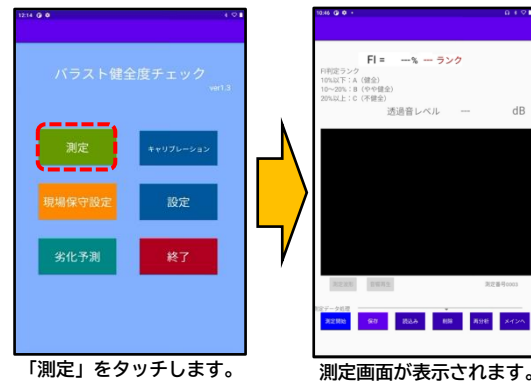 12:14
バラスト健全度チェック
ver1.3
測定
キャリブレーション
現場保守設定
設定
劣化予測
終了
「測定」をタッチします。
10:46
FI = ---% --- ランク
FI判定ランク
10%以下：A（健全）
10〜20%：B（やや健全）
20%以上：C（不健全）
透過音レベル --- dB
測定番号0003
測定開始
保存
読込み
削除
再分析
メインへ
測定画面が表示されます。